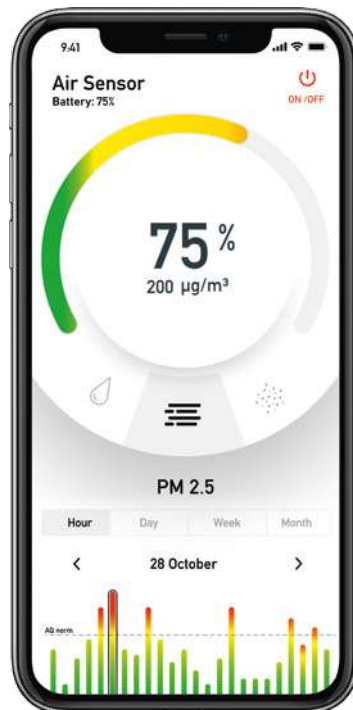 9.41
Air Sensor
Battery: 75%
ON /OFF
75 %
200 µg/m³
PM 2.5
Hour Day Week Month
< 28 October >
AQ norm